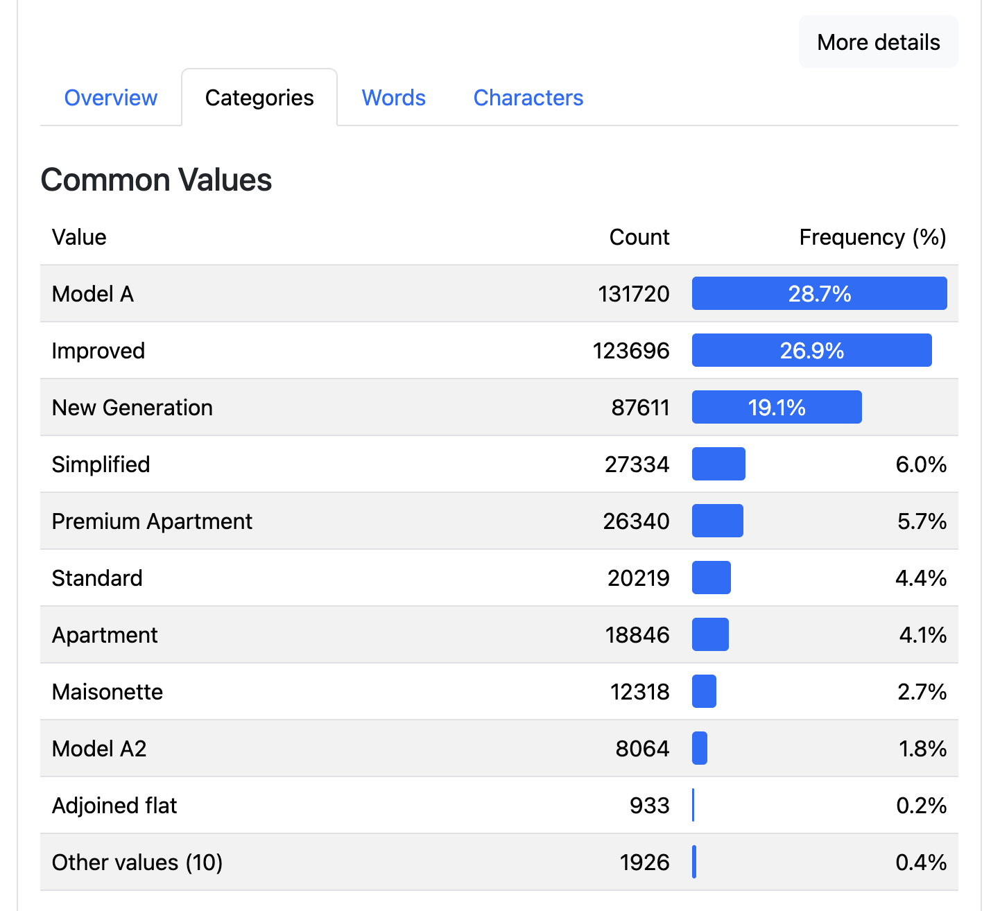 More details
Overview Categories Words Characters
Common Values
Value Count Frequency (%)
Model A 131720 28.7%
Improved 123696 26.9%
New Generation 87611 19.1%
Simplified 27334 6.0%
Premium Apartment 26340 5.7%
Standard 20219 4.4%
Apartment 18846 4.1%
Maisonette 12318 2.7%
Model A2 8064 1.8%
Adjoined flat 933 0.2%
Other values (10) 1926 0.4%